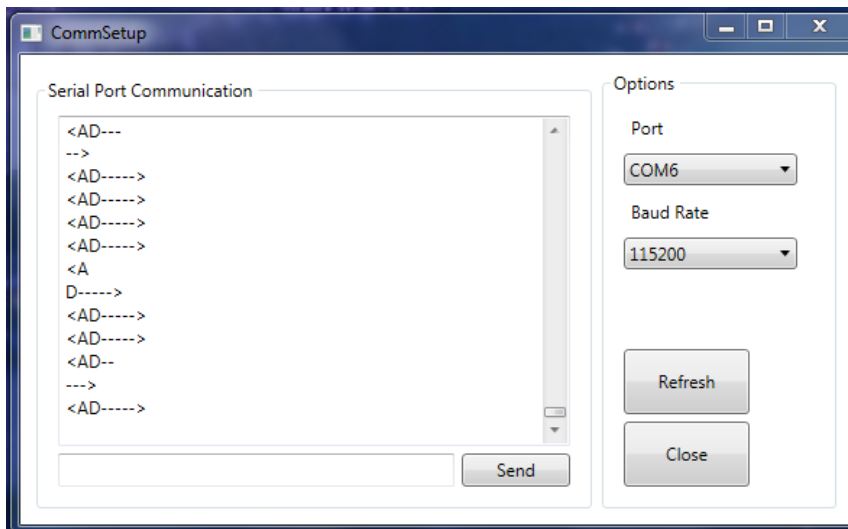 CommSetup
Serial Port Communication
<AD---
-->
<AD----->
<AD----->
<AD----->
<AD----->
<A
D----->
<AD----->
<AD----->
<AD--
--->
<AD----->
Send
Options
Port
COM6
Baud Rate
115200
Refresh
Close